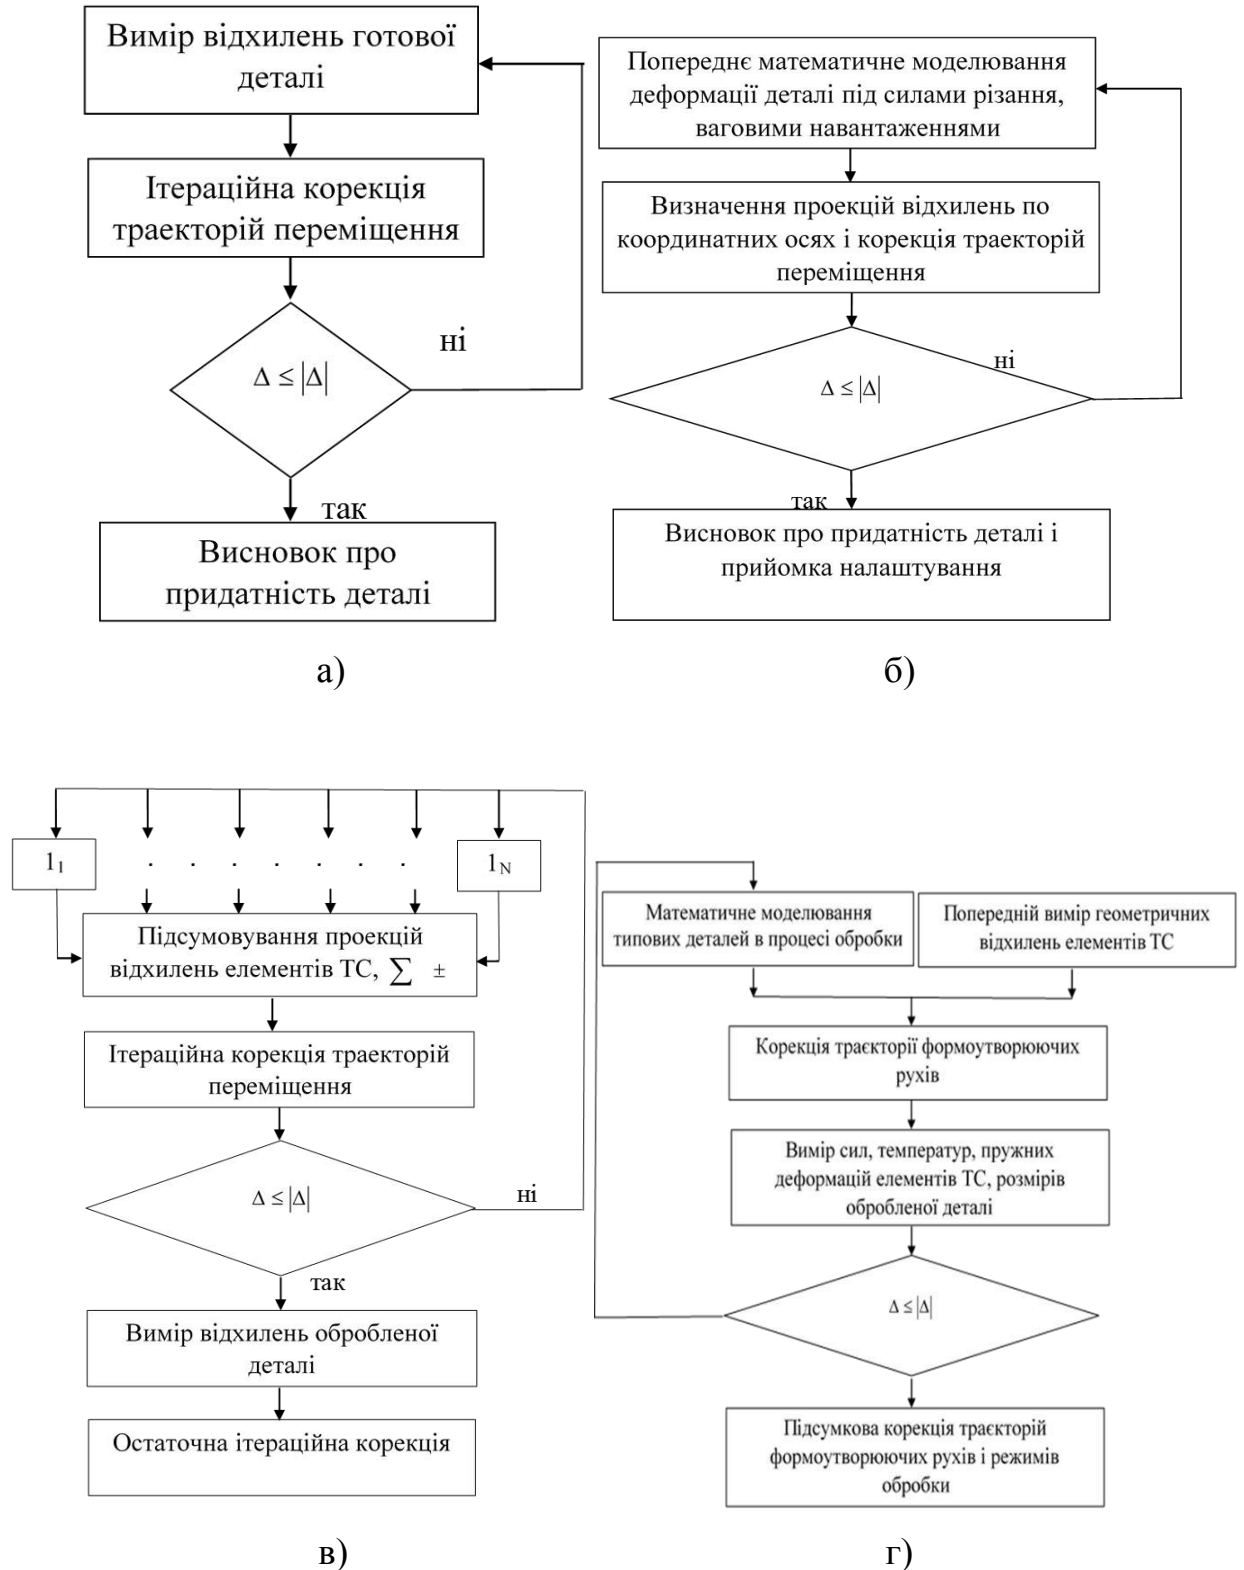 Вимір відхилень готової
деталі
Ітераційна корекція
траекторій переміщення
ні
Δ ≤ |Δ|
так
Висновок про
придатність деталі
а)
Попереднє математичне моделювання
деформації деталі під силами різання,
ваговими навантаженнями
Визначення проекцій відхилень по
координатних осях і корекція траекторій
переміщення
ні
Δ ≤ |Δ|
так
Висновок про придатність деталі і
прийомка налаштування
б)
1₁
. . . . . . .
1N
Підсумовування проекцій
відхилень елементів ТС, ∑ ±
Ітераційна корекція траекторій
переміщення
Δ ≤ |Δ|
ні
так
Вимір відхилень обробленої
деталі
Остаточна ітераційна корекція
в)
Математичне моделювання
типових деталей в процесі обробки
Попередній вимір геометричних
відхилень елементів ТС
Корекція траєкторії формоутворюючих
рухів
Вимір сил, температур, пружних
деформацій елементів ТС, розмірів
обробленої деталі
Δ ≤ |Δ|
Підсумкова корекція траєкторій
формоутворюючих рухів і режимів
обробки
г)